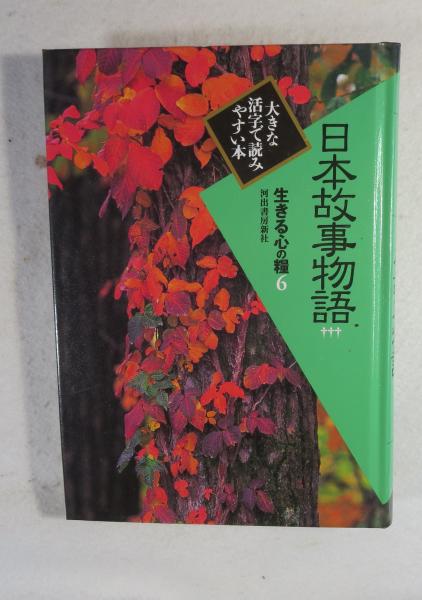 日本故事物語
†††
大きな
活字で読み
やすい本
生きる心の糧6
河出書房新社